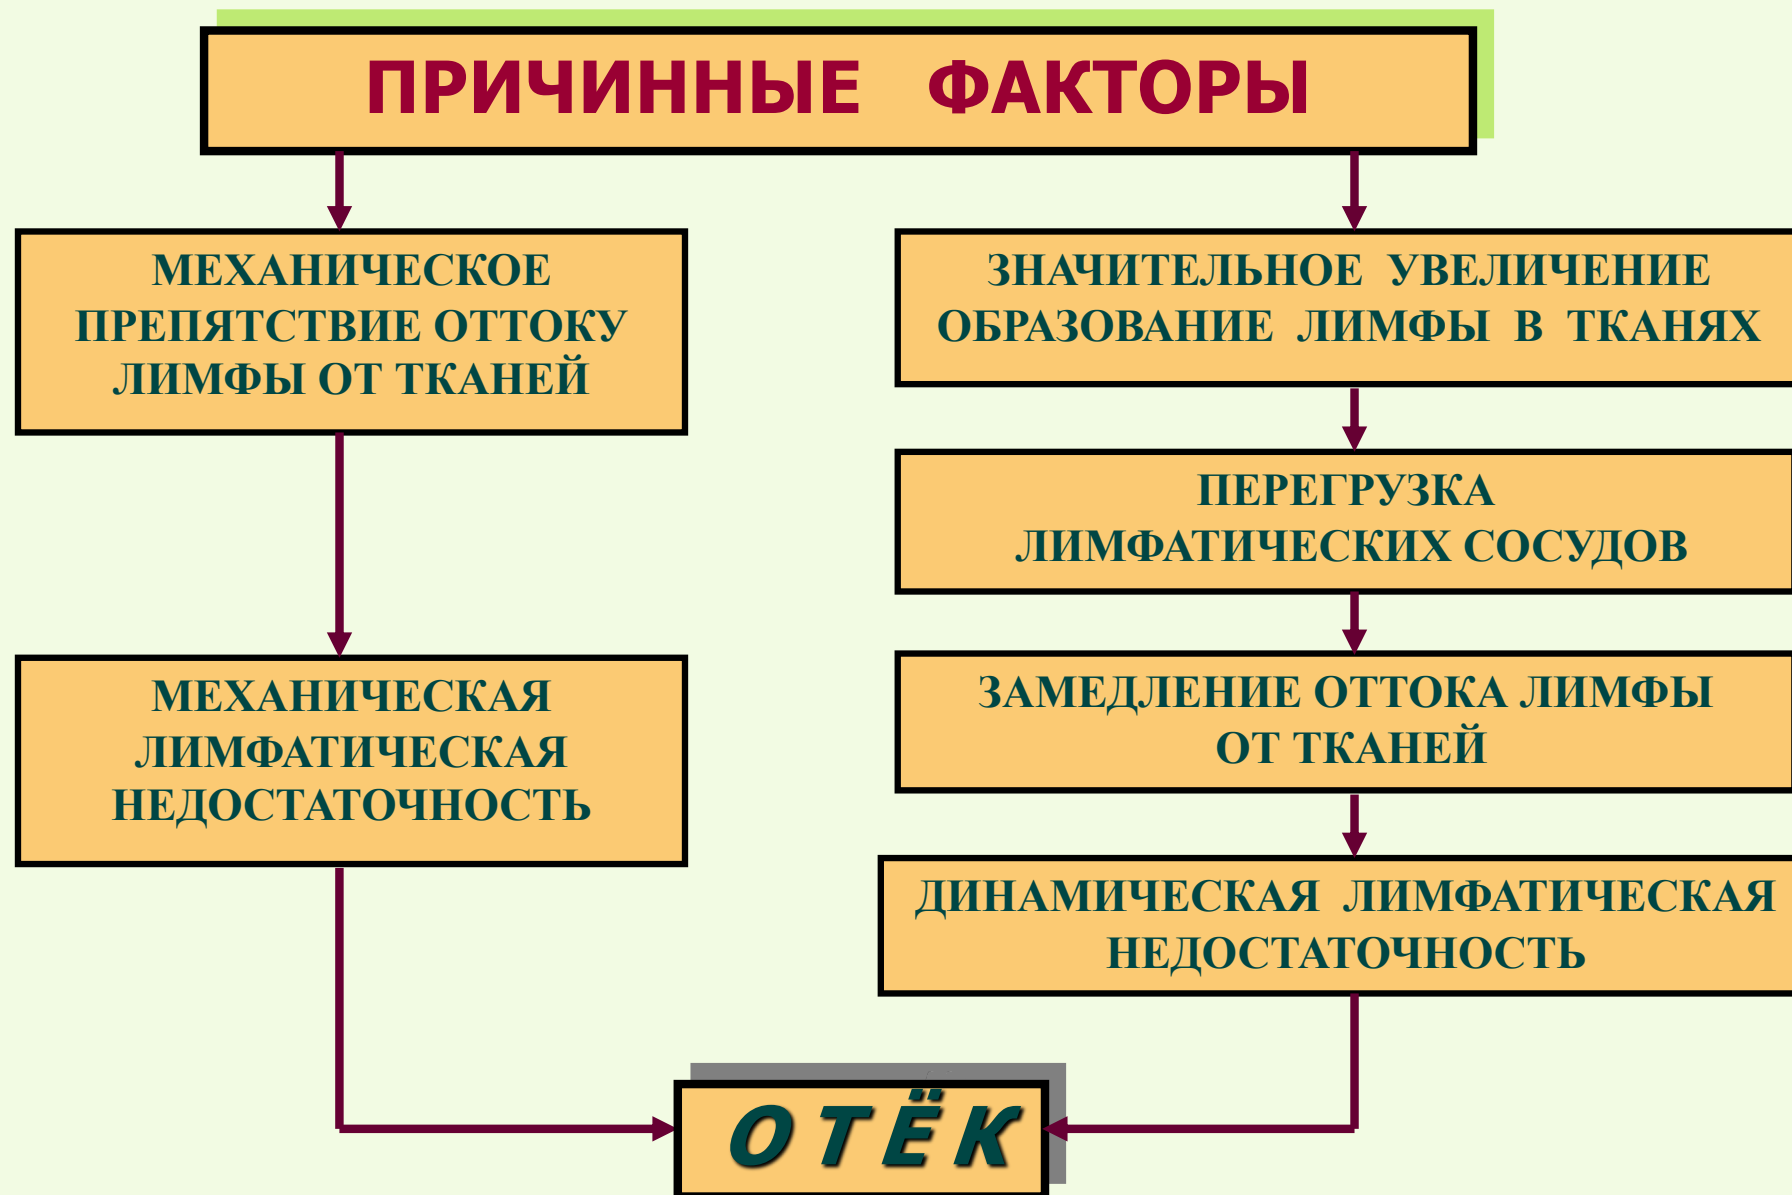 ПРИЧИННЫЕ ФАКТОРЫ
МЕХАНИЧЕСКОЕ
ПРЕПЯТСТВИЕ ОТТОКУ
ЛИМФЫ ОТ ТКАНЕЙ
МЕХАНИЧЕСКАЯ
ЛИМФАТИЧЕСКАЯ
НЕДОСТАТОЧНОСТЬ
ЗНАЧИТЕЛЬНОЕ УВЕЛИЧЕНИЕ
ОБРАЗОВАНИЕ ЛИМФЫ В ТКАНЯХ
ПЕРЕГРУЗКА
ЛИМФАТИЧЕСКИХ СОСУДОВ
ЗАМЕДЛЕНИЕ ОТТОКА ЛИМФЫ
ОТ ТКАНЕЙ
ДИНАМИЧЕСКАЯ ЛИМФАТИЧЕСКАЯ
НЕДОСТАТОЧНОСТЬ
ОТЁК